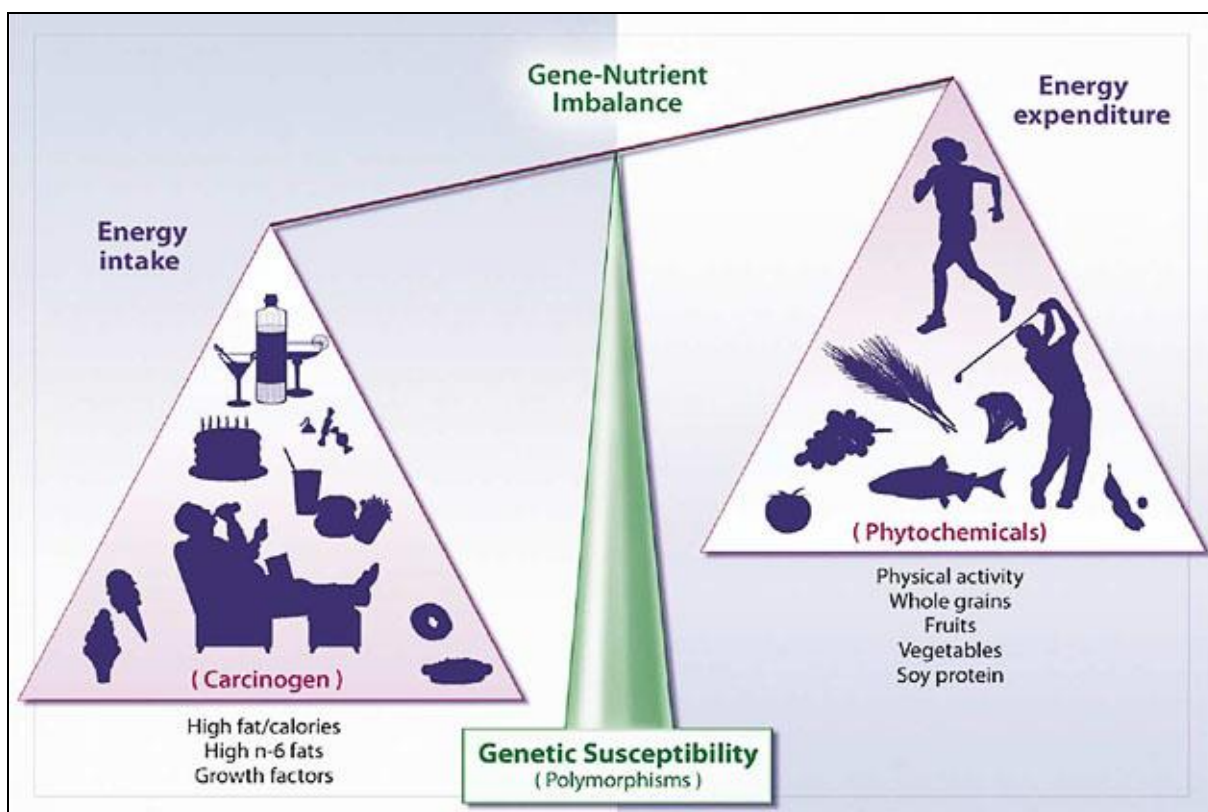 Gene-Nutrient
Imbalance
Energy
expenditure
Energy
intake
( Phytochemicals)
Physical activity
Whole grains
Fruits
Vegetables
Soy protein
( Carcinogen )
High fat/calories
High n-6 fats
Growth factors
Genetic Susceptibility
( Polymorphisms )